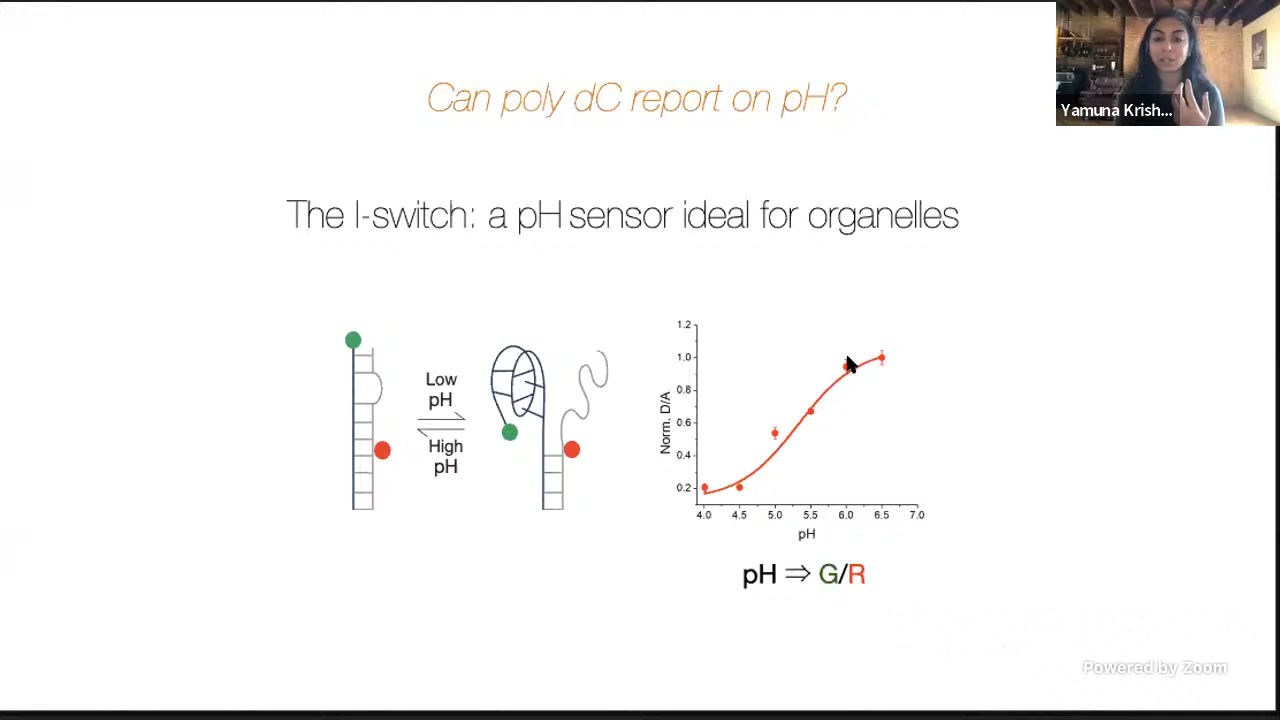 Can poly dC report on pH?
Yamuna Krish...
The I-switch: a pH sensor ideal for organelles
Low
pH
High
pH
Norm. D/A
1.2
1.0
0.8
0.6
0.4
0.2
4.0 4.5 5.0 5.5 6.0 6.5 7.0
pH
pH ⇒ G/R
Powered by Zoom